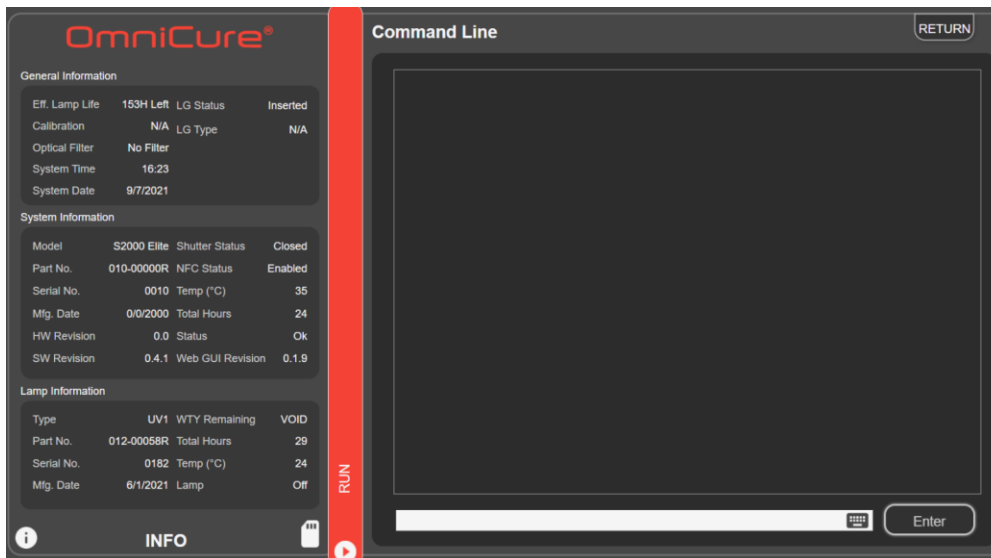 OmniCure®
General Information
Eff. Lamp Life 153H Left LG Status Inserted
Calibration N/A LG Type N/A
Optical Filter No Filter
System Time 16:23
System Date 9/7/2021
System Information
Model S2000 Elite Shutter Status Closed
Part No. 010-00000R NFC Status Enabled
Serial No. 0010 Temp (°C) 35
Mfg. Date 0/0/2000 Total Hours 24
HW Revision 0.0 Status Ok
SW Revision 0.4.1 Web GUI Revision 0.1.9
Lamp Information
Type UV1 WTY Remaining VOID
Part No. 012-00058R Total Hours 29
Serial No. 0182 Temp (°C) 24
Mfg. Date 6/1/2021 Lamp Off
INFO
RUN
Command Line
RETURN
Enter